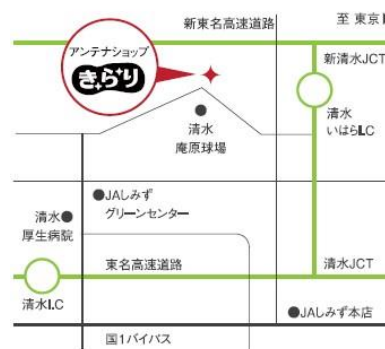 新東名高速道路
至 東京
アンテナショップ
きらり
新清水JCT
清水
いはらI.C
清水
庵原球場
●JAしみず
グリーンセンター
清水●
厚生病院
東名高速道路
清水JCT
清水I.C
●JAしみず本店
国1バイパス